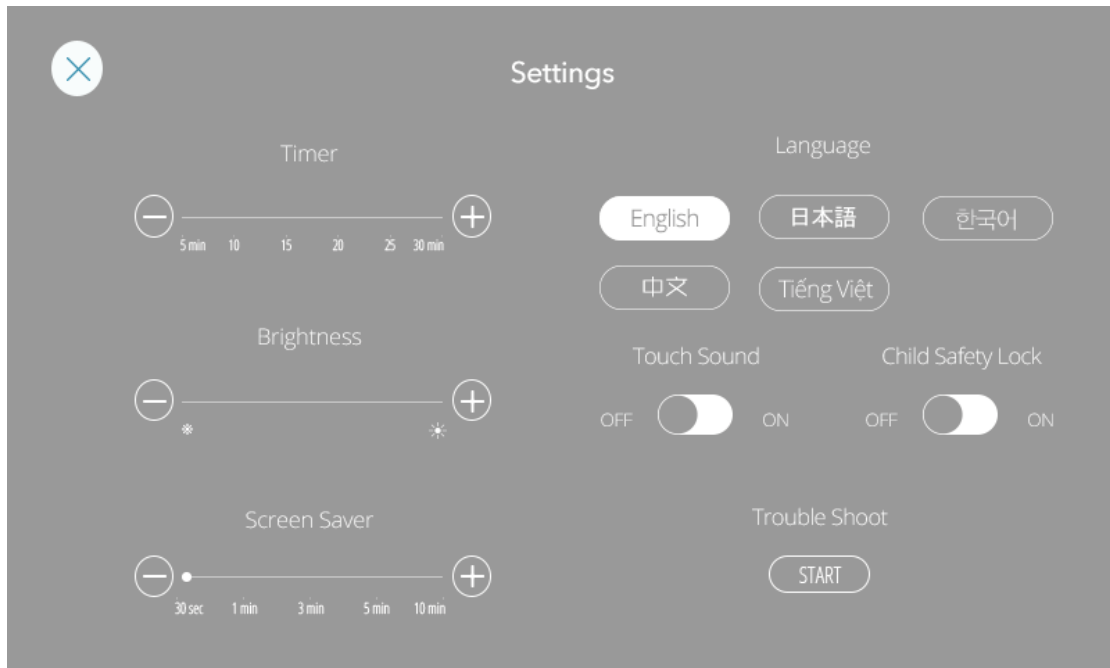 Settings
Timer
5 min 10 15 20 25 30 min
Brightness
Screen Saver
30 sec 1 min 3 min 5 min 10 min
Language
English 日本語 한국어
中文 Tiếng Việt
Touch Sound Child Safety Lock
OFF ON OFF ON
Trouble Shoot
START